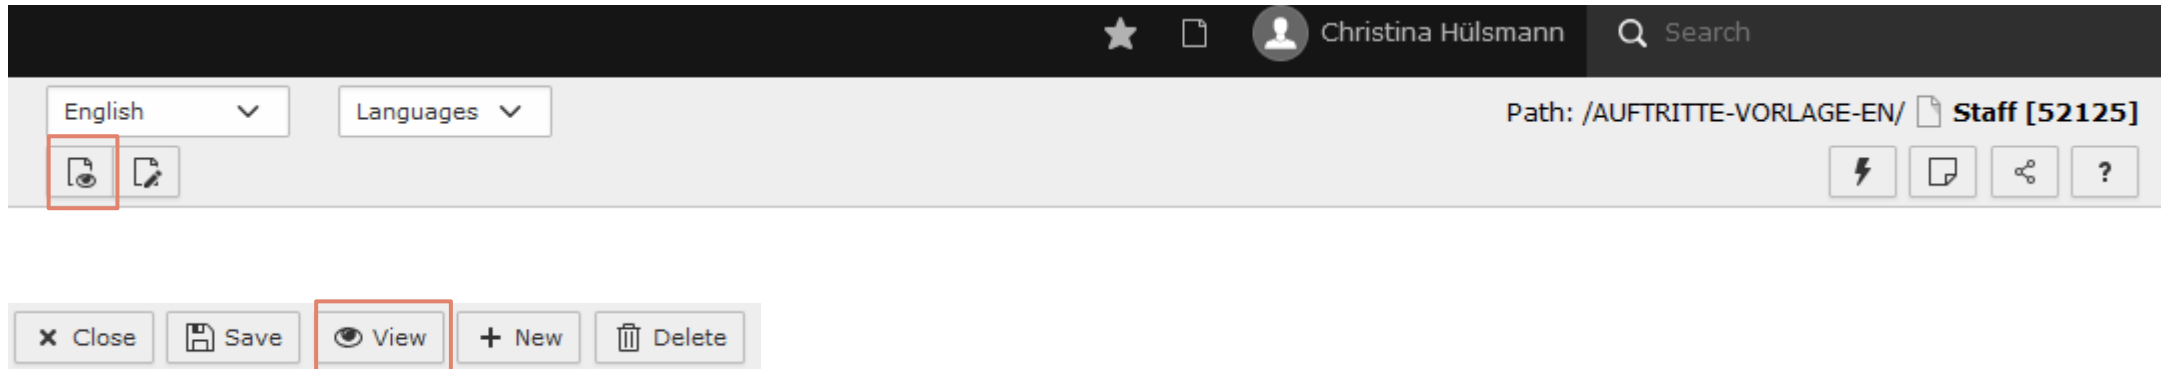 Christina Hülsmann Search
English Languages Path: /AUFTRITTE-VORLAGE-EN/ Staff [52125]
?
Close Save View New Delete